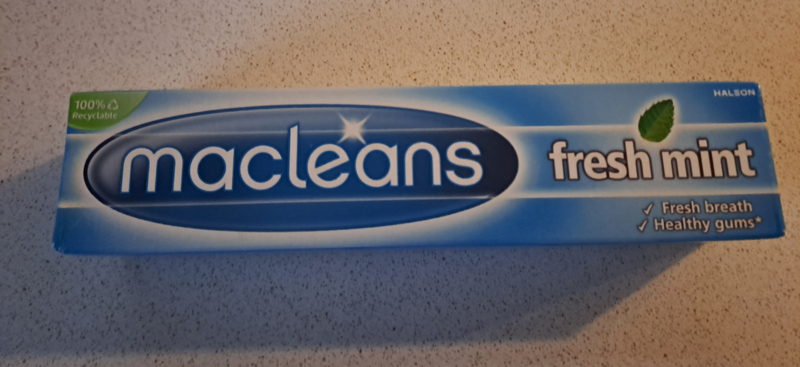 100%
Recyclable
macleans
HALEON
fresh mint
✓ Fresh breath
✓ Healthy gums*